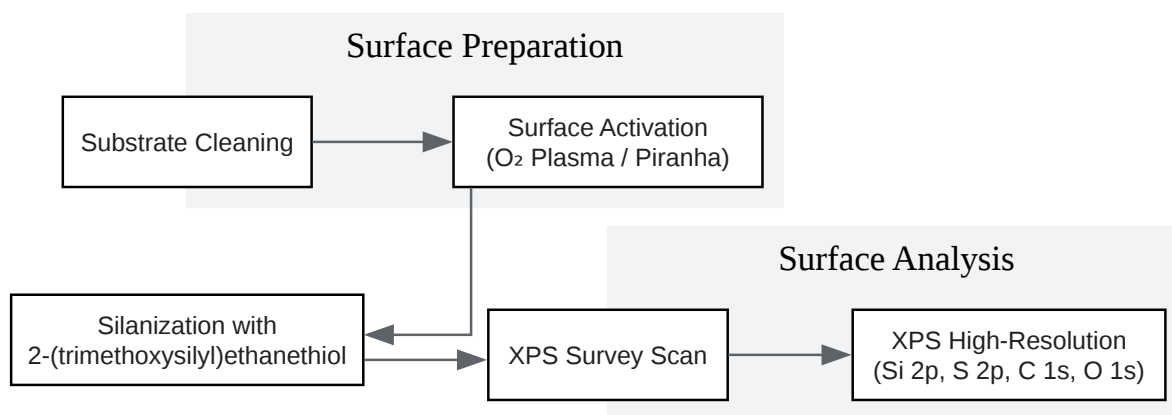 Surface Preparation
Substrate Cleaning
Surface Activation
(O₂ Plasma / Piranha)
Surface Analysis
Silanization with
2-(trimethoxysilyl)ethanethiol
XPS Survey Scan
XPS High-Resolution
(Si 2p, S 2p, C 1s, O 1s)